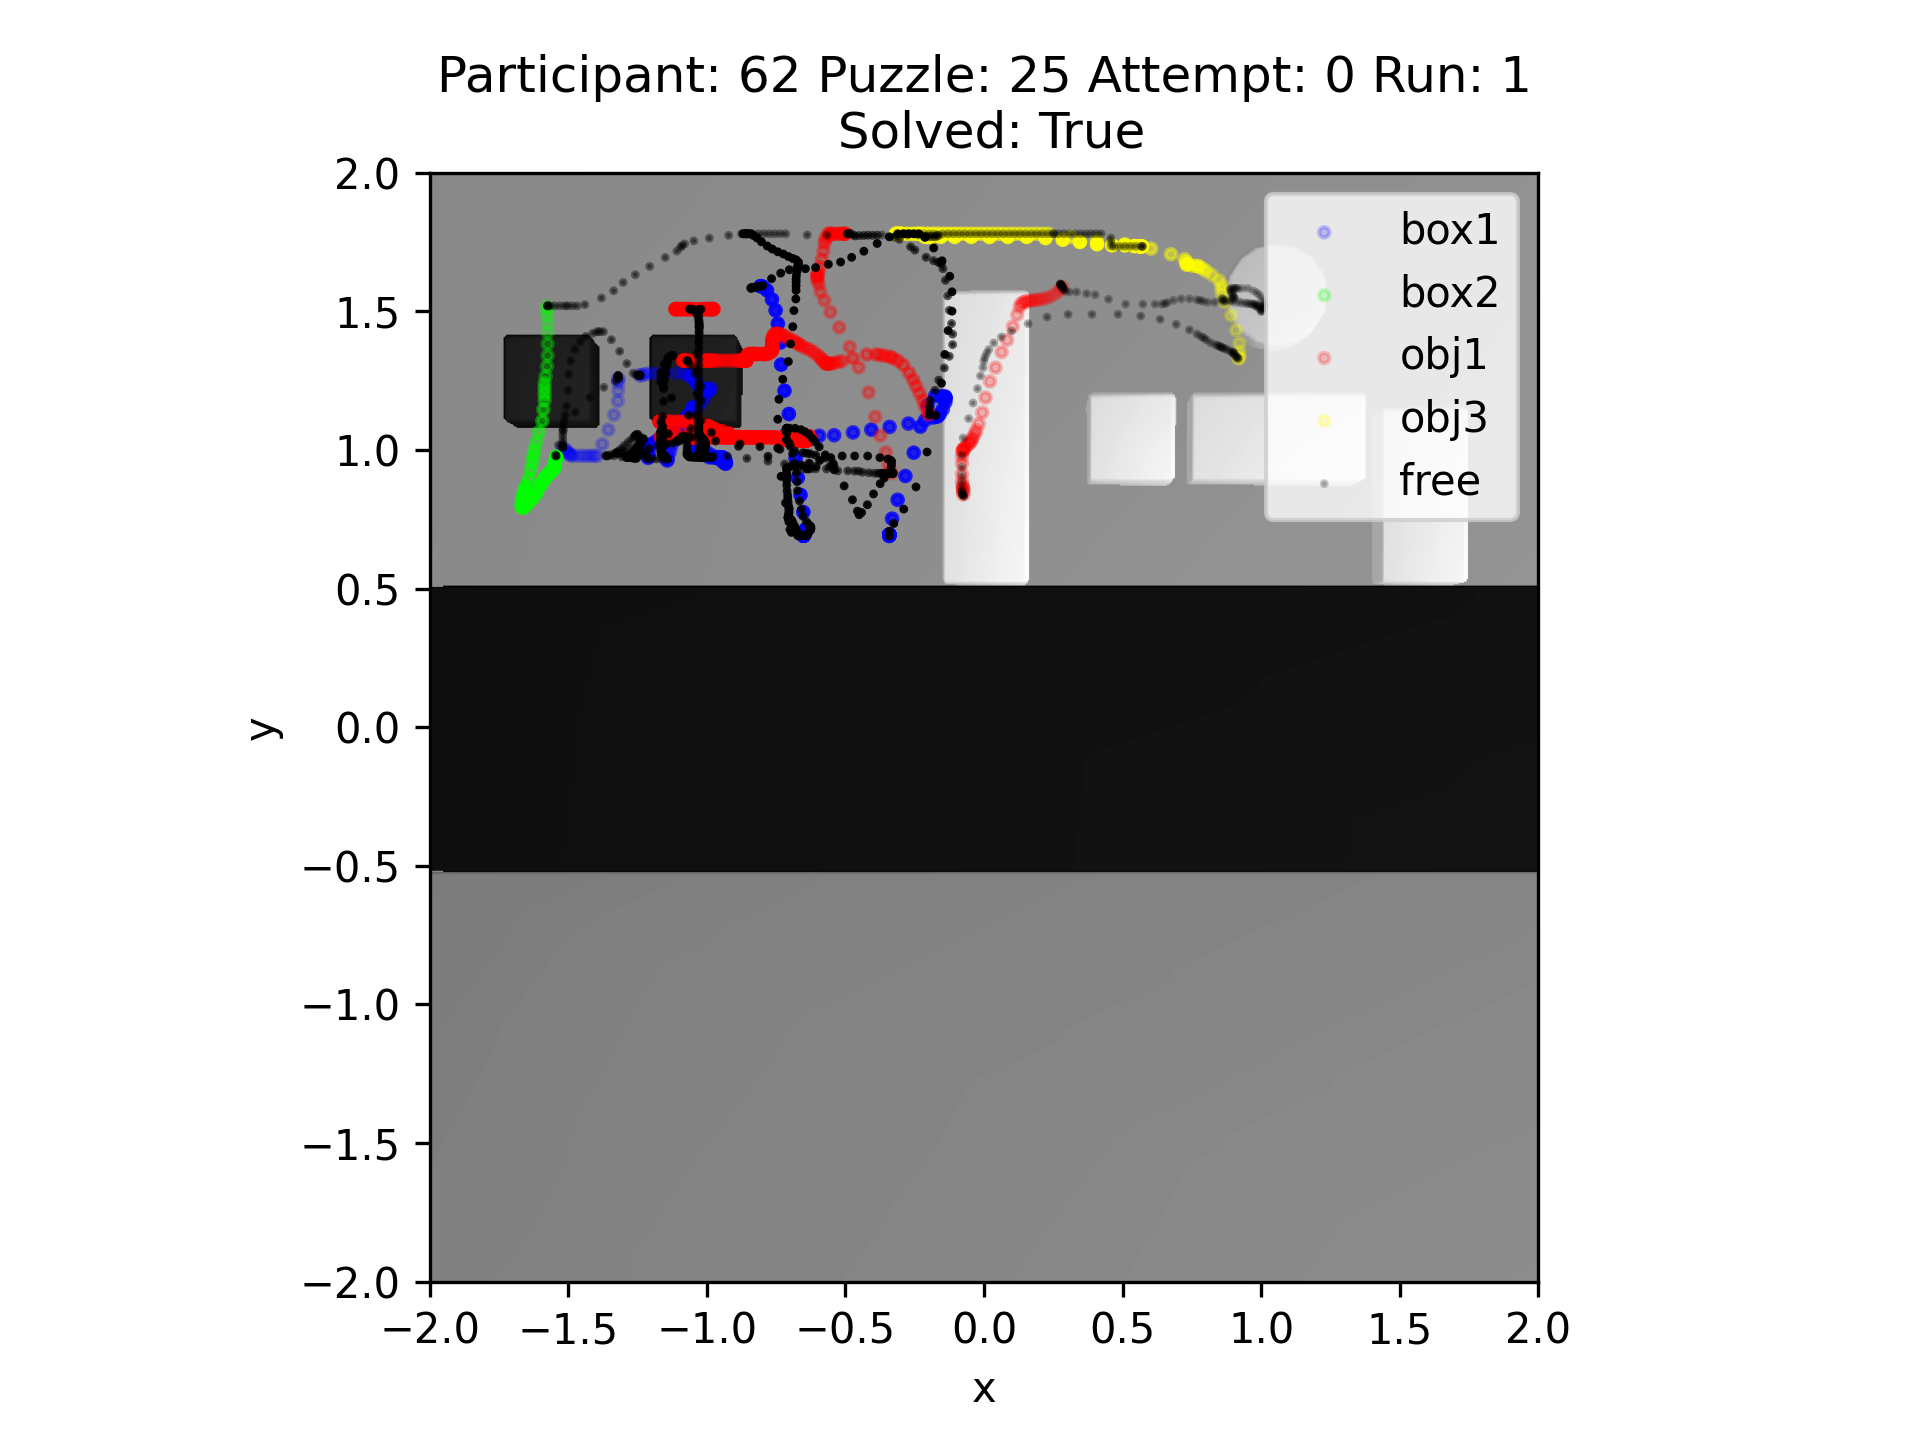 Participant: 62 Puzzle: 25 Attempt: 0 Run: 1
Solved: True
2.0
1.5
1.0
0.5
0.0
−0.5
−1.0
−1.5
−2.0
y
box1
box2
obj1
obj3
free
−2.0 −1.5 −1.0 −0.5 0.0 0.5 1.0 1.5 2.0
x